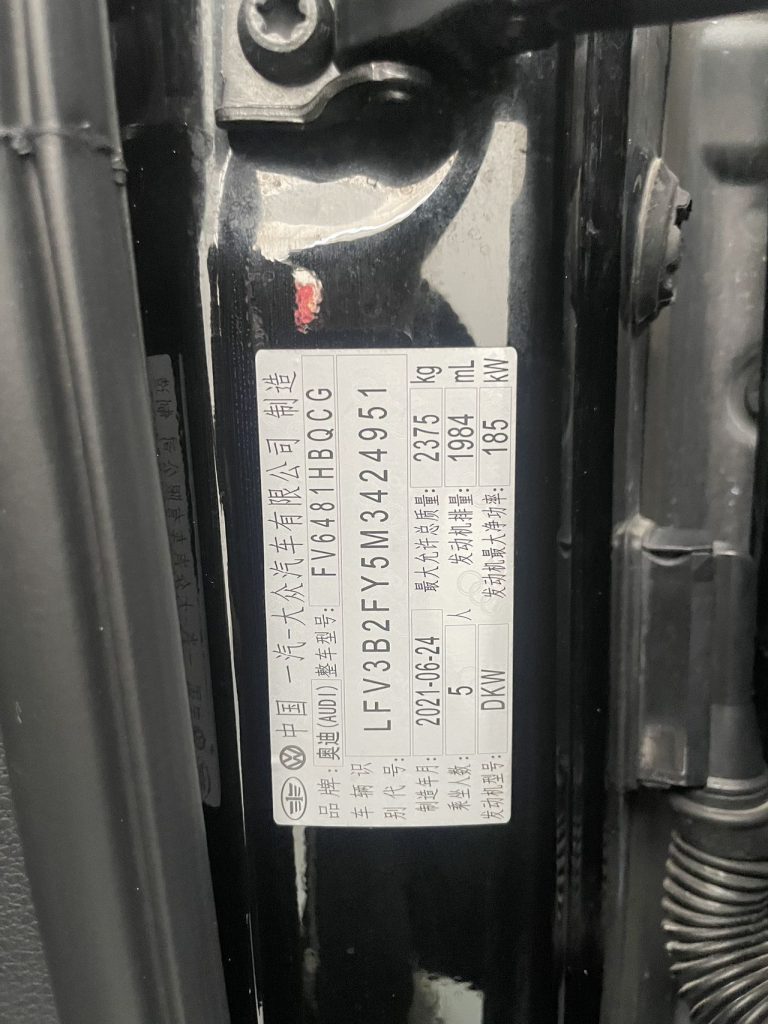 中国 一汽-大众汽车有限公司 制造
品牌: 奥迪(AUDI) 整车型号: FV6481HBQCG
车辆识别代号: LFV3B2FY5M3424951
制造年月: 2021-06-24 最大允许总质量: 2375 kg
乘坐人数: 5 人 发动机排量: 1984 mL
发动机型号: DKW 发动机最大净功率: 185 kW